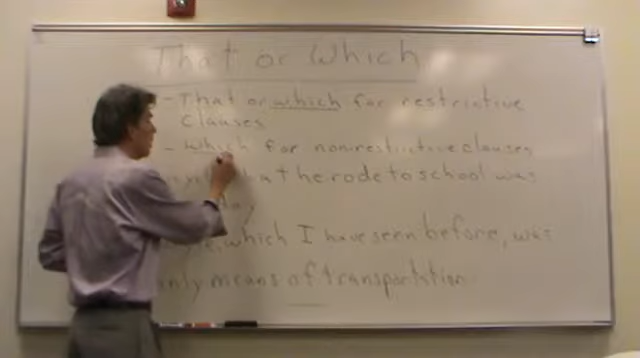 That or Which
- That or which for restrictive
clauses
- which for nonrestrictive clauses
that he rode to school was
which I have seen before, was
only means of transportation